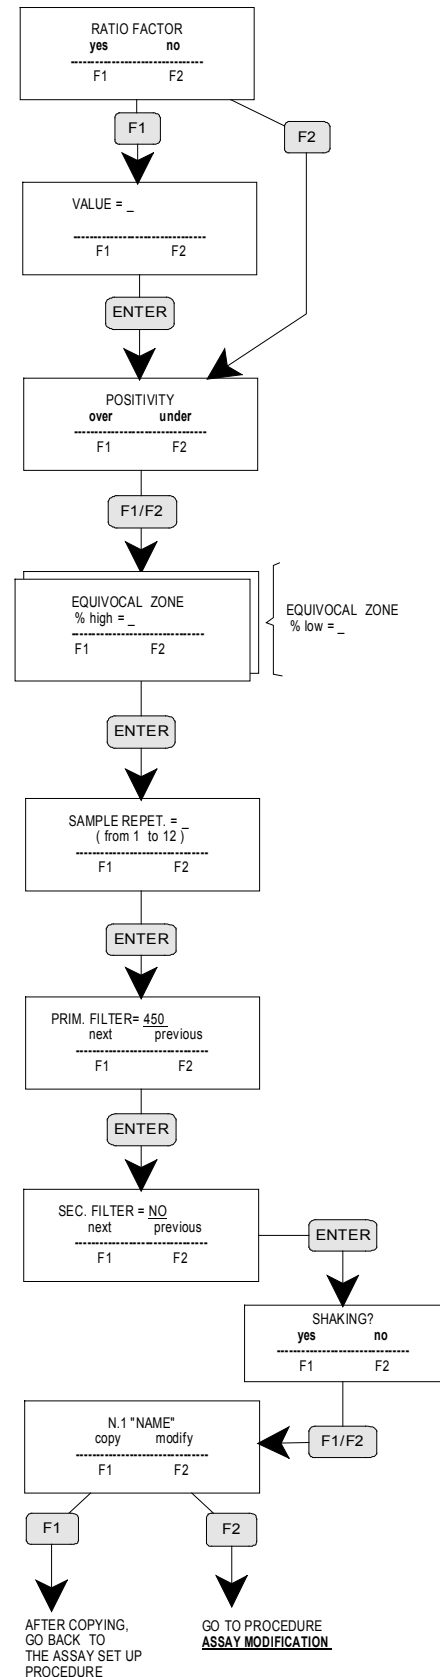 RATIO FACTOR
yes no
F1 F2
F1
F2
VALUE = _
F1 F2
ENTER
POSITIVITY
over under
F1 F2
F1/F2
EQUIVOCAL ZONE
% high = _
F1 F2
EQUIVOCAL ZONE
% low = _
ENTER
SAMPLE REPET. = _
( from 1 to 12 )
F1 F2
ENTER
PRIM. FILTER= 450
next previous
F1 F2
ENTER
SEC. FILTER = NO
next previous
F1 F2
ENTER
SHAKING?
yes no
F1 F2
F1/F2
N.1 "NAME"
copy modify
F1 F2
F1
F2
AFTER COPYING,
GO BACK TO
THE ASSAY SET UP
PROCEDURE
GO TO PROCEDURE
ASSAY MODIFICATION